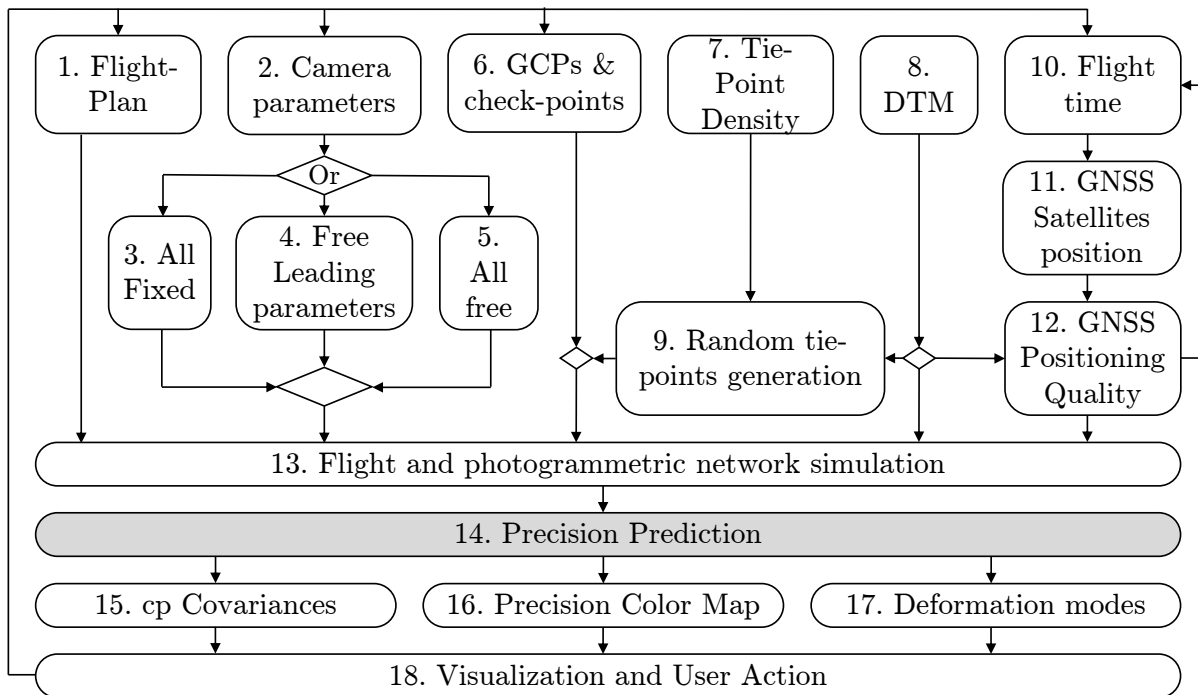 1. Flight-
Plan
2. Camera
parameters
6. GCPs &
check-points
7. Tie-
Point
Density
8.
DTM
10. Flight
time
Or
3. All
Fixed
4. Free
Leading
parameters
5.
All
free
11. GNSS
Satellites
position
9. Random tie-
points generation
12. GNSS
Positioning
Quality
13. Flight and photogrammetric network simulation
14. Precision Prediction
15. cp Covariances
16. Precision Color Map
17. Deformation modes
18. Visualization and User Action